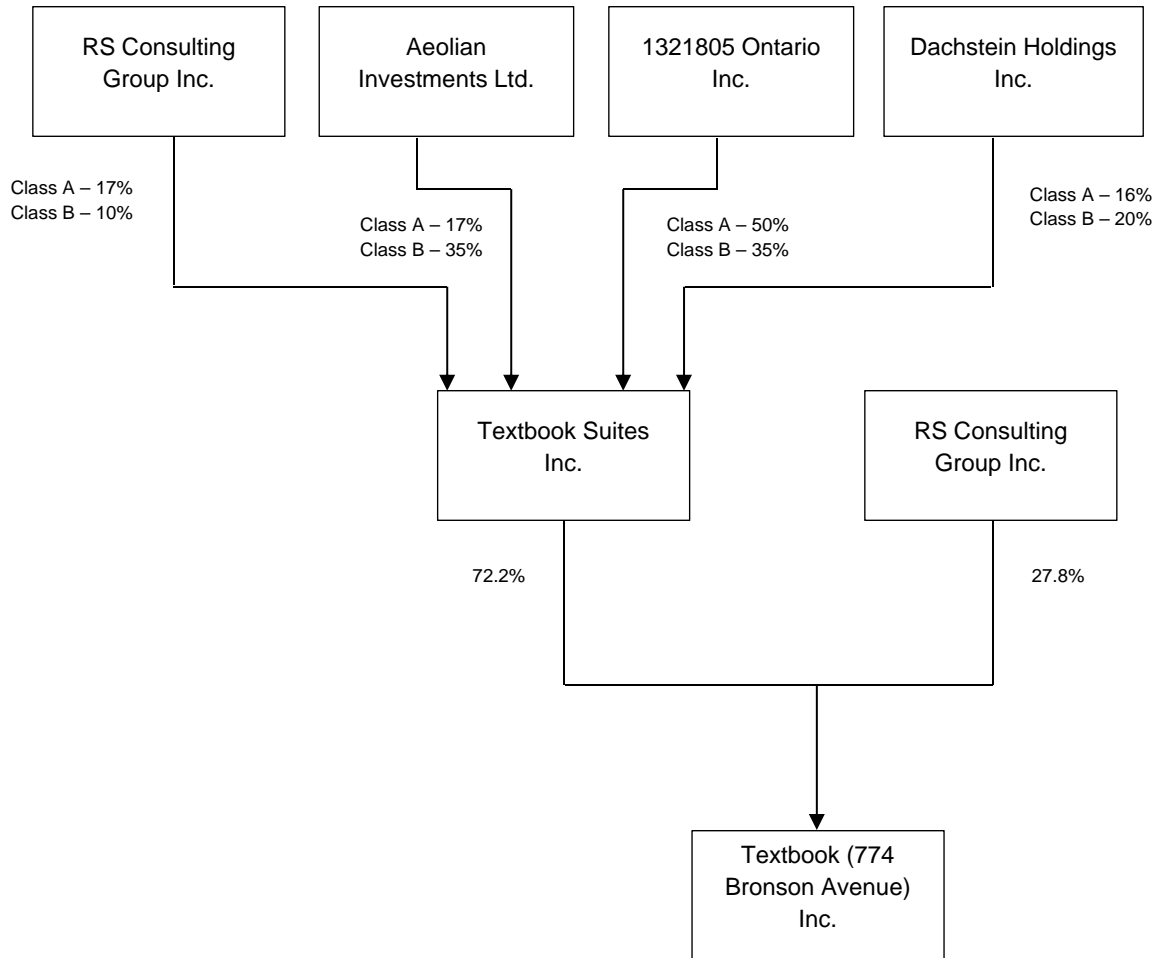 RS Consulting
Group Inc.
Aeolian
Investments Ltd.
1321805 Ontario
Inc.
Dachstein Holdings
Inc.
Class A – 17%
Class B – 10%
Class A – 17%
Class B – 35%
Class A – 50%
Class B – 35%
Class A – 16%
Class B – 20%
Textbook Suites
Inc.
RS Consulting
Group Inc.
72.2%
27.8%
Textbook (774
Bronson Avenue)
Inc.